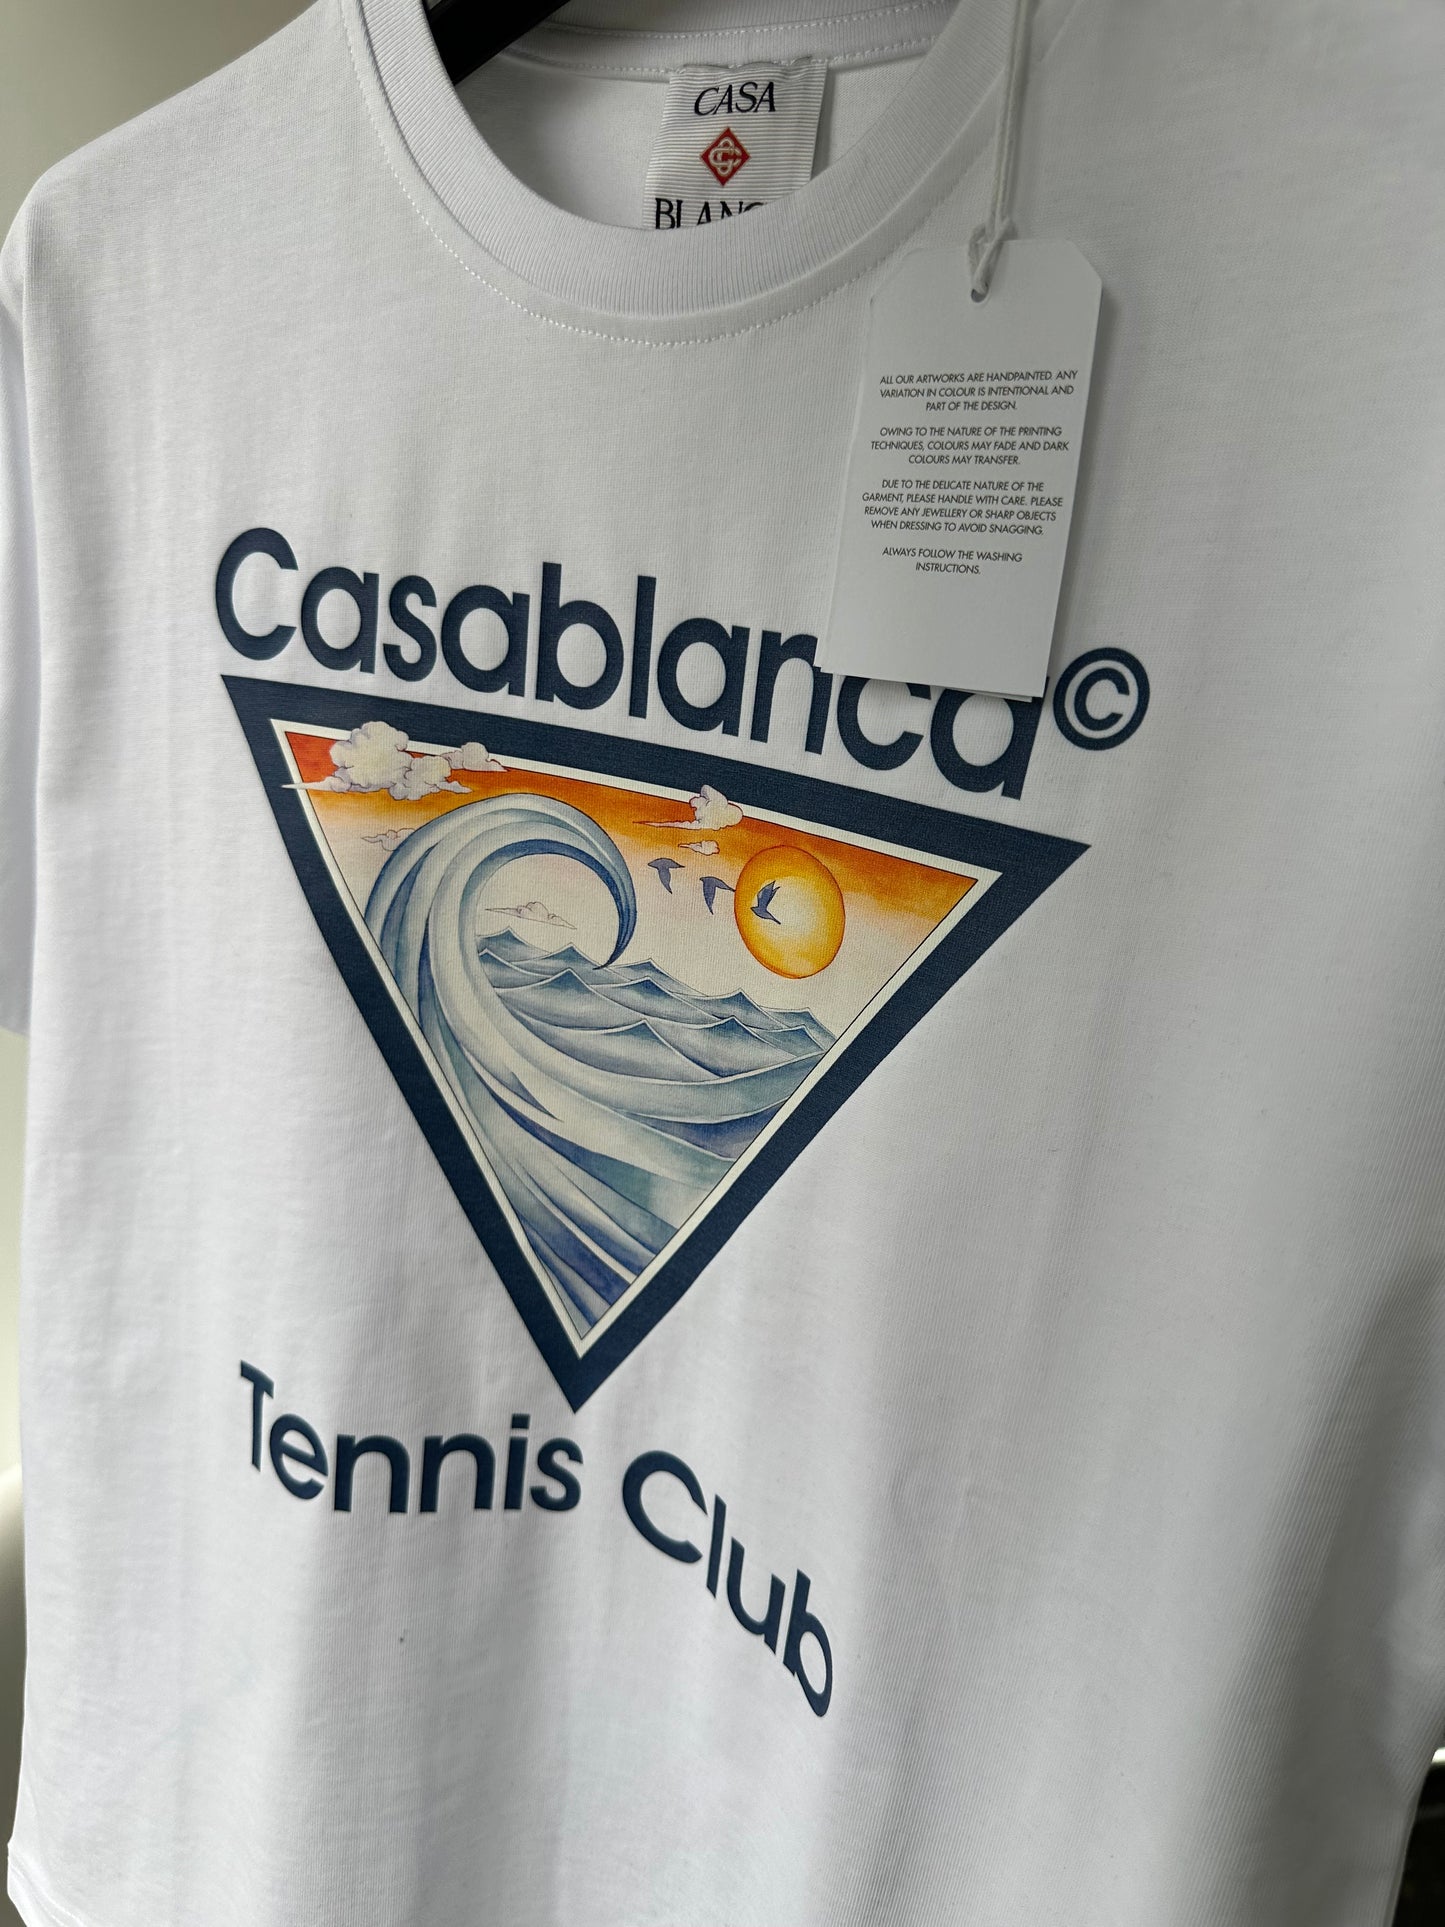 CASA
ALL OUR ARTWORKS ARE HANDPAINTED. ANY
VARIATION IN COLOUR IS INTENTIONAL AND
PART OF THE DESIGN.
OWING TO THE NATURE OF THE PRINTING
TECHNIQUES, COLOURS MAY FADE AND DARK
COLOURS MAY TRANSFER.
DUE TO THE DELICATE NATURE OF THE
GARMENT, PLEASE HANDLE WITH CARE. PLEASE
REMOVE ANY JEWELLERY OR SHARP OBJECTS
WHEN DRESSING TO AVOID SNAGGING.
ALWAYS FOLLOW THE WASHING
INSTRUCTIONS.
Casablanca©
Tennis Club